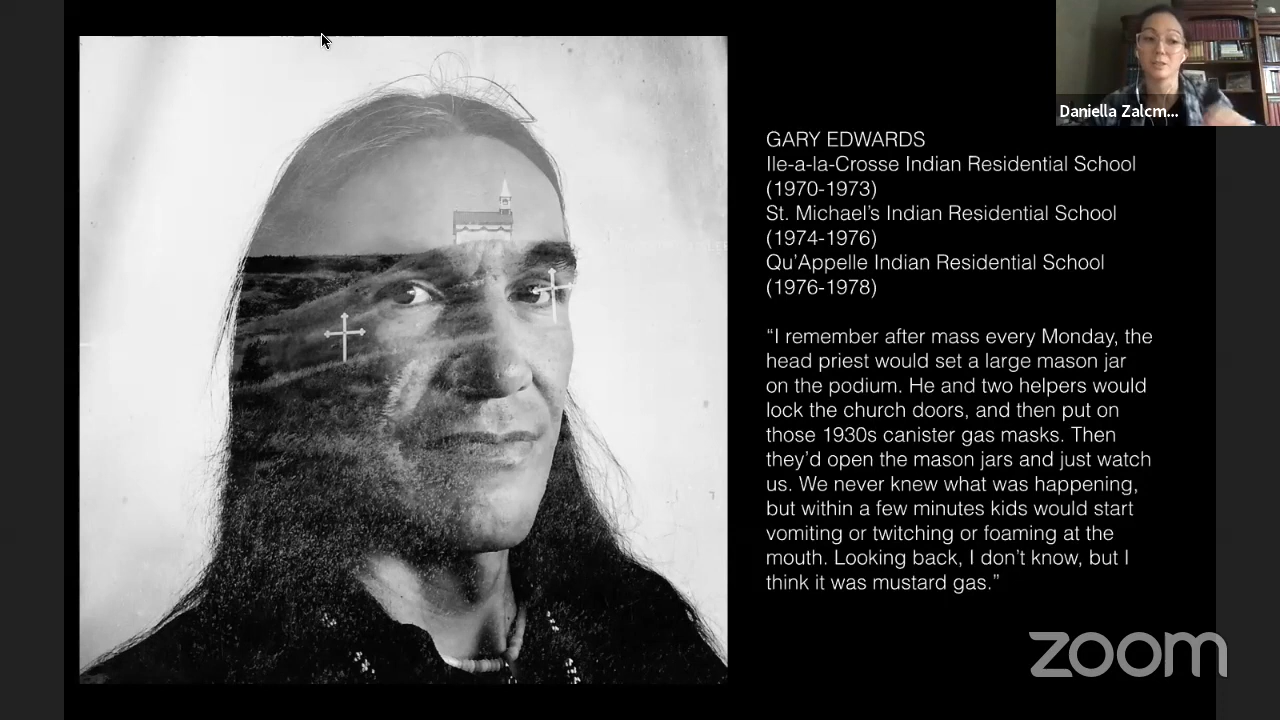 Daniella Zalcm...
GARY EDWARDS
Ile-a-la-Crosse Indian Residential School
(1970-1973)
St. Michael’s Indian Residential School
(1974-1976)
Qu’Appelle Indian Residential School
(1976-1978)
“I remember after mass every Monday, the
head priest would set a large mason jar
on the podium. He and two helpers would
lock the church doors, and then put on
those 1930s canister gas masks. Then
they’d open the mason jars and just watch
us. We never knew what was happening,
but within a few minutes kids would start
vomiting or twitching or foaming at the
mouth. Looking back, I don’t know, but I
think it was mustard gas.”
zoom